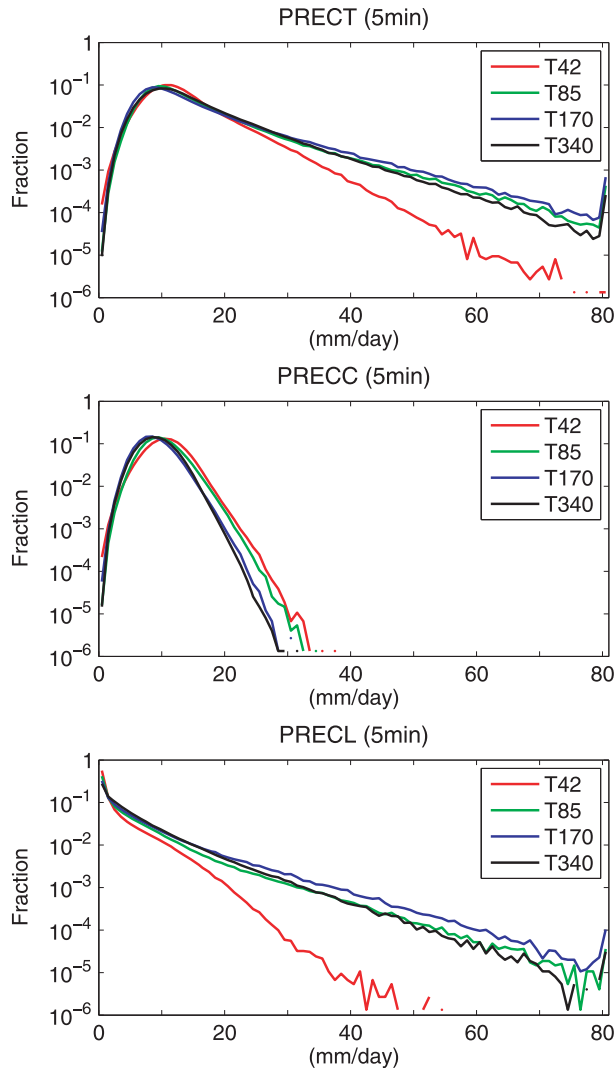 PRECT (5min)
Fraction
1
10^-1
10^-2
10^-3
10^-4
10^-5
10^-6
T42
T85
T170
T340
0 20 40 60 80
(mm/day)
PRECC (5min)
Fraction
1
10^-1
10^-2
10^-3
10^-4
10^-5
10^-6
T42
T85
T170
T340
0 20 40 60 80
(mm/day)
PRECL (5min)
Fraction
1
10^-1
10^-2
10^-3
10^-4
10^-5
10^-6
T42
T85
T170
T340
0 20 40 60 80
(mm/day)